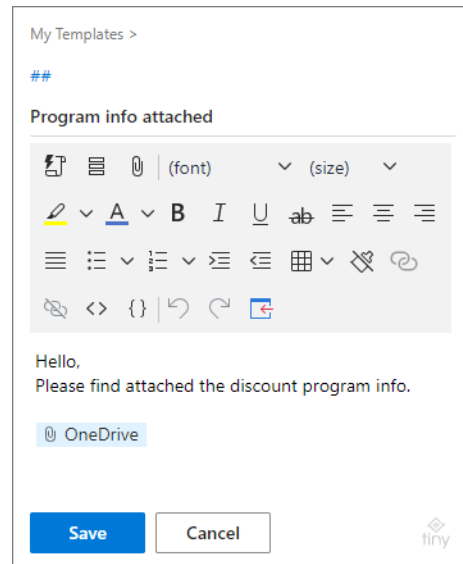 My Templates >
##
Program info attached
(font) (size)
A B I U ab
<> {}
Hello,
Please find attached the discount program info.
OneDrive
Save Cancel
tiny